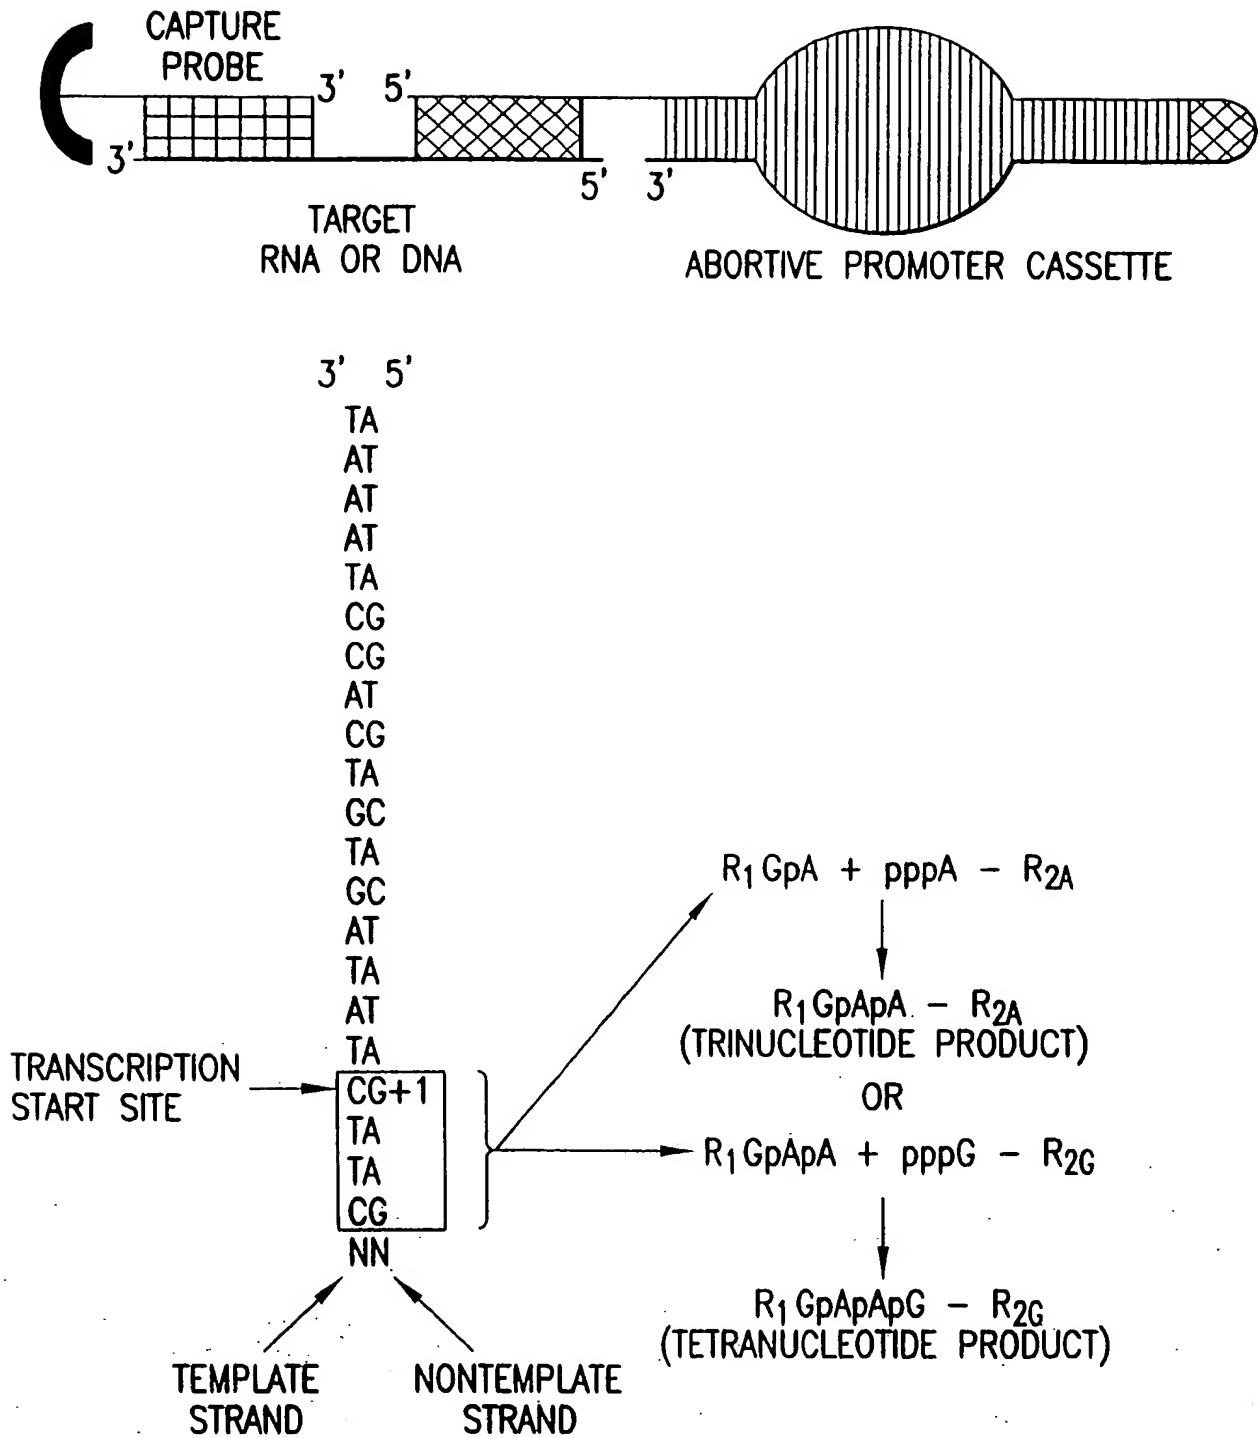 CAPTURE
PROBE
3' 5'
3'
5' 3'
TARGET
RNA OR DNA
ABORTIVE PROMOTER CASSETTE
3' 5'
TA
AT
AT
AT
TA
CG
CG
AT
CG
TA
GC
TA
GC
AT
TA
AT
TA
TRANSCRIPTION
START SITE
CG+1
TA
TA
CG
NN
TEMPLATE
STRAND
NONTEMPLATE
STRAND
R1 GpA + pppA – R2A
R1 GpApA – R2A
(TRINUCLEOTIDE PRODUCT)
OR
R1 GpApA + pppG – R2G
R1 GpApApG – R2G
(TETRANUCLEOTIDE PRODUCT)